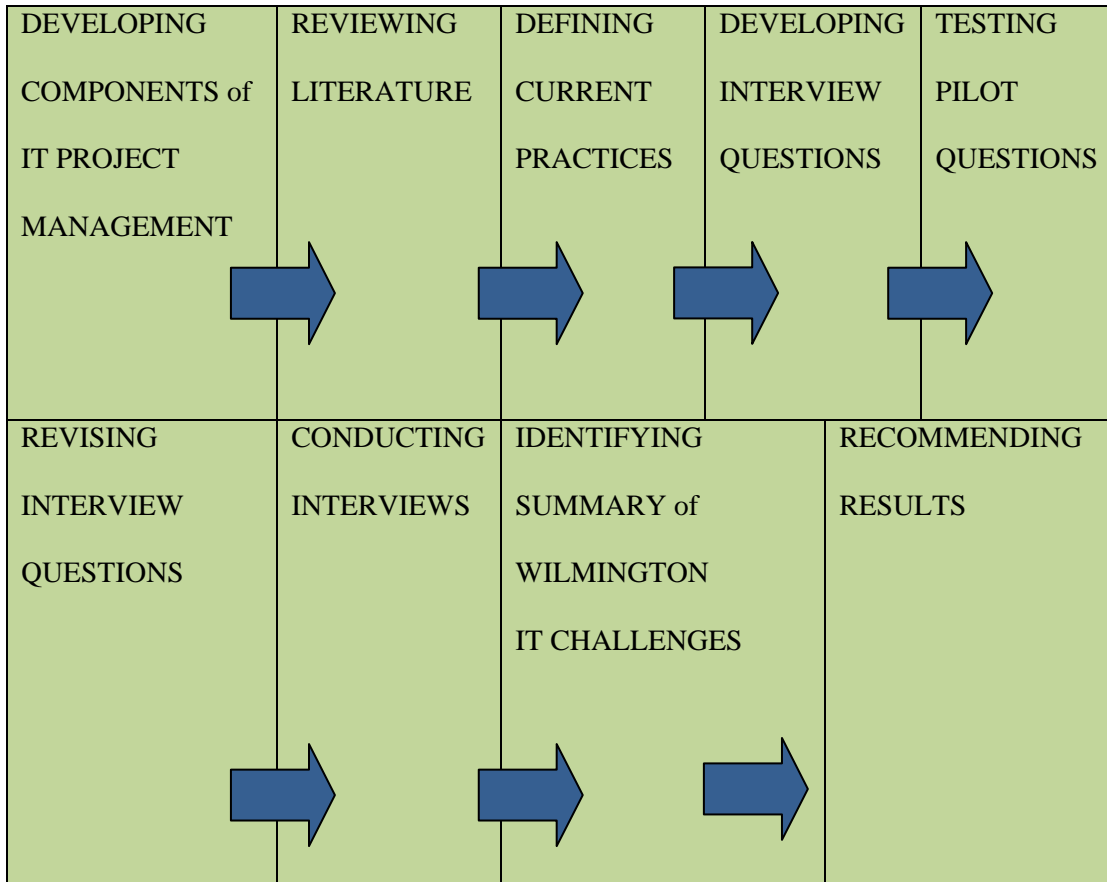 DEVELOPING
COMPONENTS of
IT PROJECT
MANAGEMENT
REVIEWING
LITERATURE
DEFINING
CURRENT
PRACTICES
DEVELOPING
INTERVIEW
QUESTIONS
TESTING
PILOT
QUESTIONS
REVISING
INTERVIEW
QUESTIONS
CONDUCTING
INTERVIEWS
IDENTIFYING
SUMMARY of
WILMINGTON
IT CHALLENGES
RECOMMENDING
RESULTS